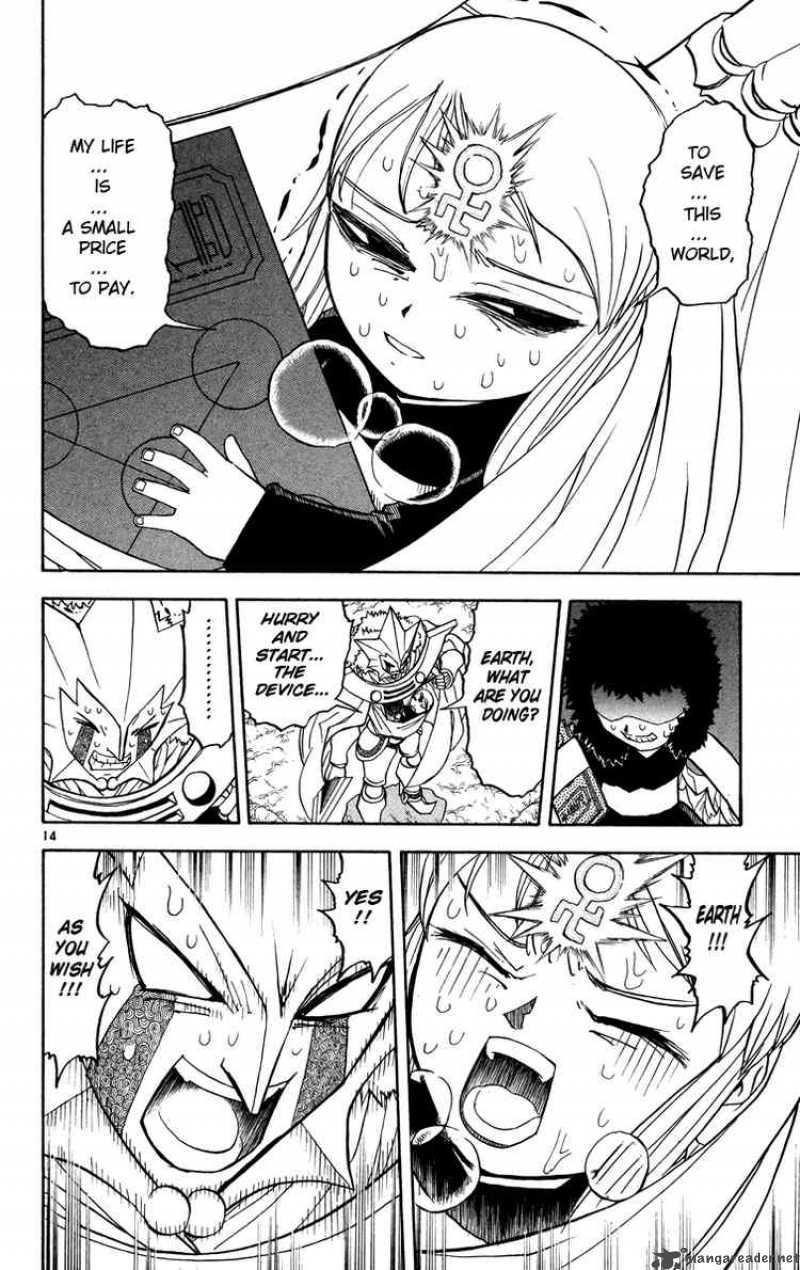 TO
SAVE
...
THIS
...
WORLD,
MY LIFE
...
IS
...
A SMALL
PRICE
...
TO PAY.
EARTH,
WHAT
ARE YOU
DOING?
HURRY
AND
START...
THE
DEVICE...
.........
14
EARTH
!!!
YES
!!
AS
YOU
WISH
!!!
Mangareader.net